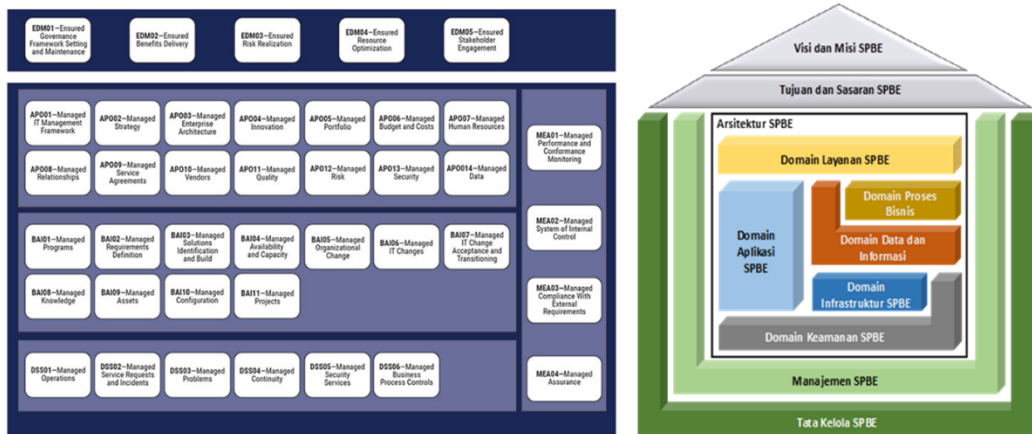 EDM01—Ensured
Governance
Framework Setting
and Maintenance
EDM02—Ensured
Benefits Delivery
EDM03—Ensured
Risk Realization
EDM04—Ensured
Resource
Optimization
EDM05—Ensured
Stakeholder
Engagement
APO01—Managed
IT Management
Framework
APO02—Managed
Strategy
APO03—Managed
Enterprise
Architecture
APO04—Managed
Innovation
APO05—Managed
Portfolio
APO06—Managed
Budget and Costs
APO07—Managed
Human Resources
APO08—Managed
Relationships
APO09—Managed
Service
Agreements
APO10—Managed
Vendors
APO11—Managed
Quality
APO12—Managed
Risk
APO13—Managed
Security
APO014—Managed
Data
BAI01—Managed
Programs
BAI02—Managed
Requirements
Definition
BAI03—Managed
Solutions
Identification
and Build
BAI04—Managed
Availability
and Capacity
BAI05—Managed
Organizational
Change
BAI06—Managed
IT Changes
BAI07—Managed
IT Change
Acceptance and
Transitioning
BAI08—Managed
Knowledge
BAI09—Managed
Assets
BAI10—Managed
Configuration
BAI11—Managed
Projects
DSS01—Managed
Operations
DSS02—Managed
Service Requests
and Incidents
DSS03—Managed
Problems
DSS04—Managed
Continuity
DSS05—Managed
Security
Services
DSS06—Managed
Business
Process Controls
MEA01—Managed
Performance and
Conformance
Monitoring
MEA02—Managed
System of Internal
Control
MEA03—Managed
Compliance With
External
Requirements
MEA04—Managed
Assurance
Visi dan Misi SPBE
Tujuan dan Sasaran SPBE
Arsitektur SPBE
Domain Layanan SPBE
Domain Proses
Bisnis
Domain
Aplikasi
SPBE
Domain Data dan
Informasi
Domain
Infrastruktur SPBE
Domain Keamanan SPBE
Manajemen SPBE
Tata Kelola SPBE